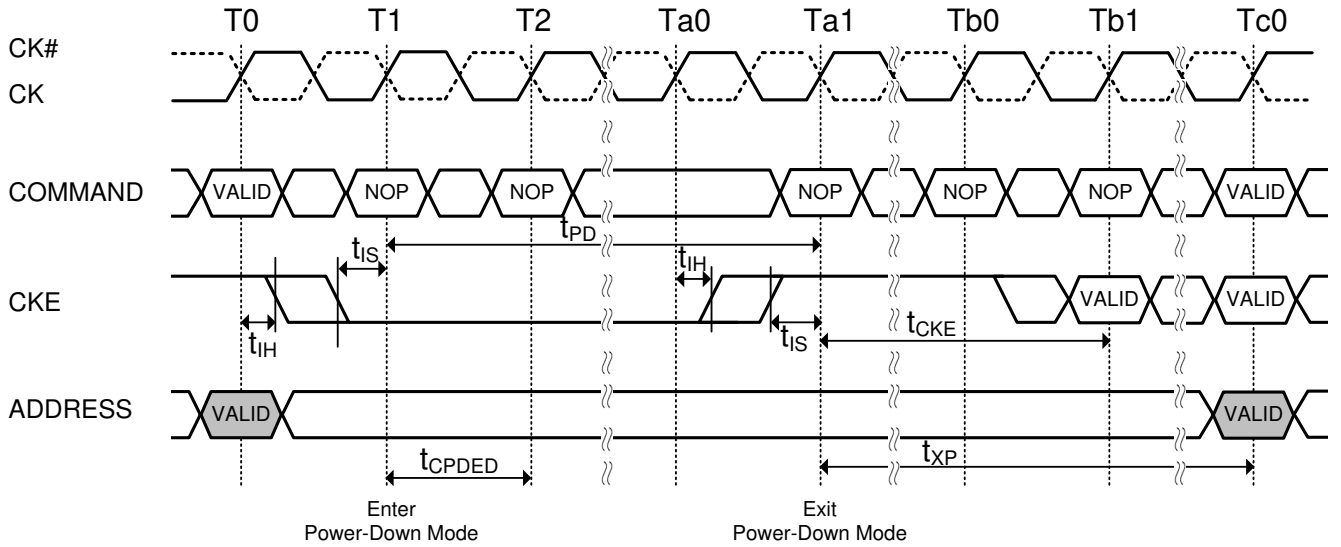 T0 T1 T2 Ta0 Ta1 Tb0 Tb1 Tc0
CK#
CK
COMMAND VALID NOP NOP NOP NOP NOP VALID
tPD
tIS tIH
CKE VALID VALID
tIH tIS tCKE
ADDRESS VALID VALID
tCPDED tXP
Enter
Power-Down Mode
Exit
Power-Down Mode